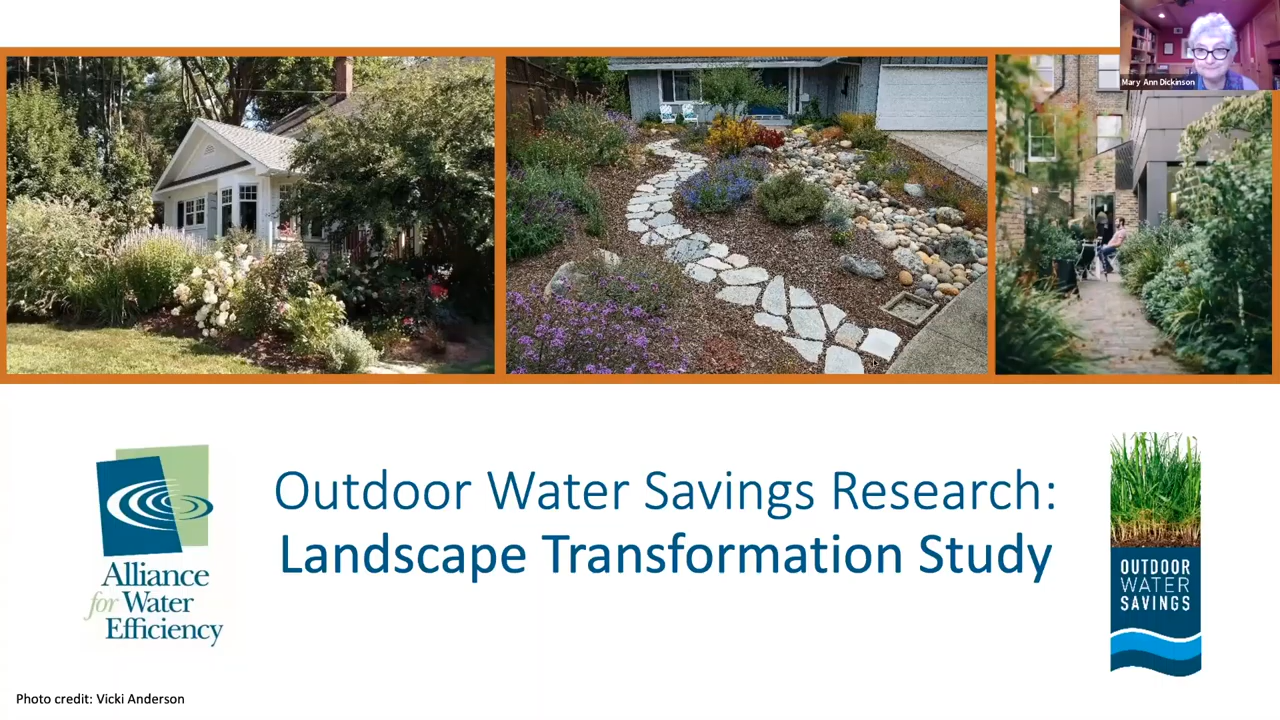 Mary Ann Dickinson
Outdoor Water Savings Research:
Landscape Transformation Study
Alliance
for Water
Efficiency
OUTDOOR
WATER
SAVINGS
Photo credit: Vicki Anderson